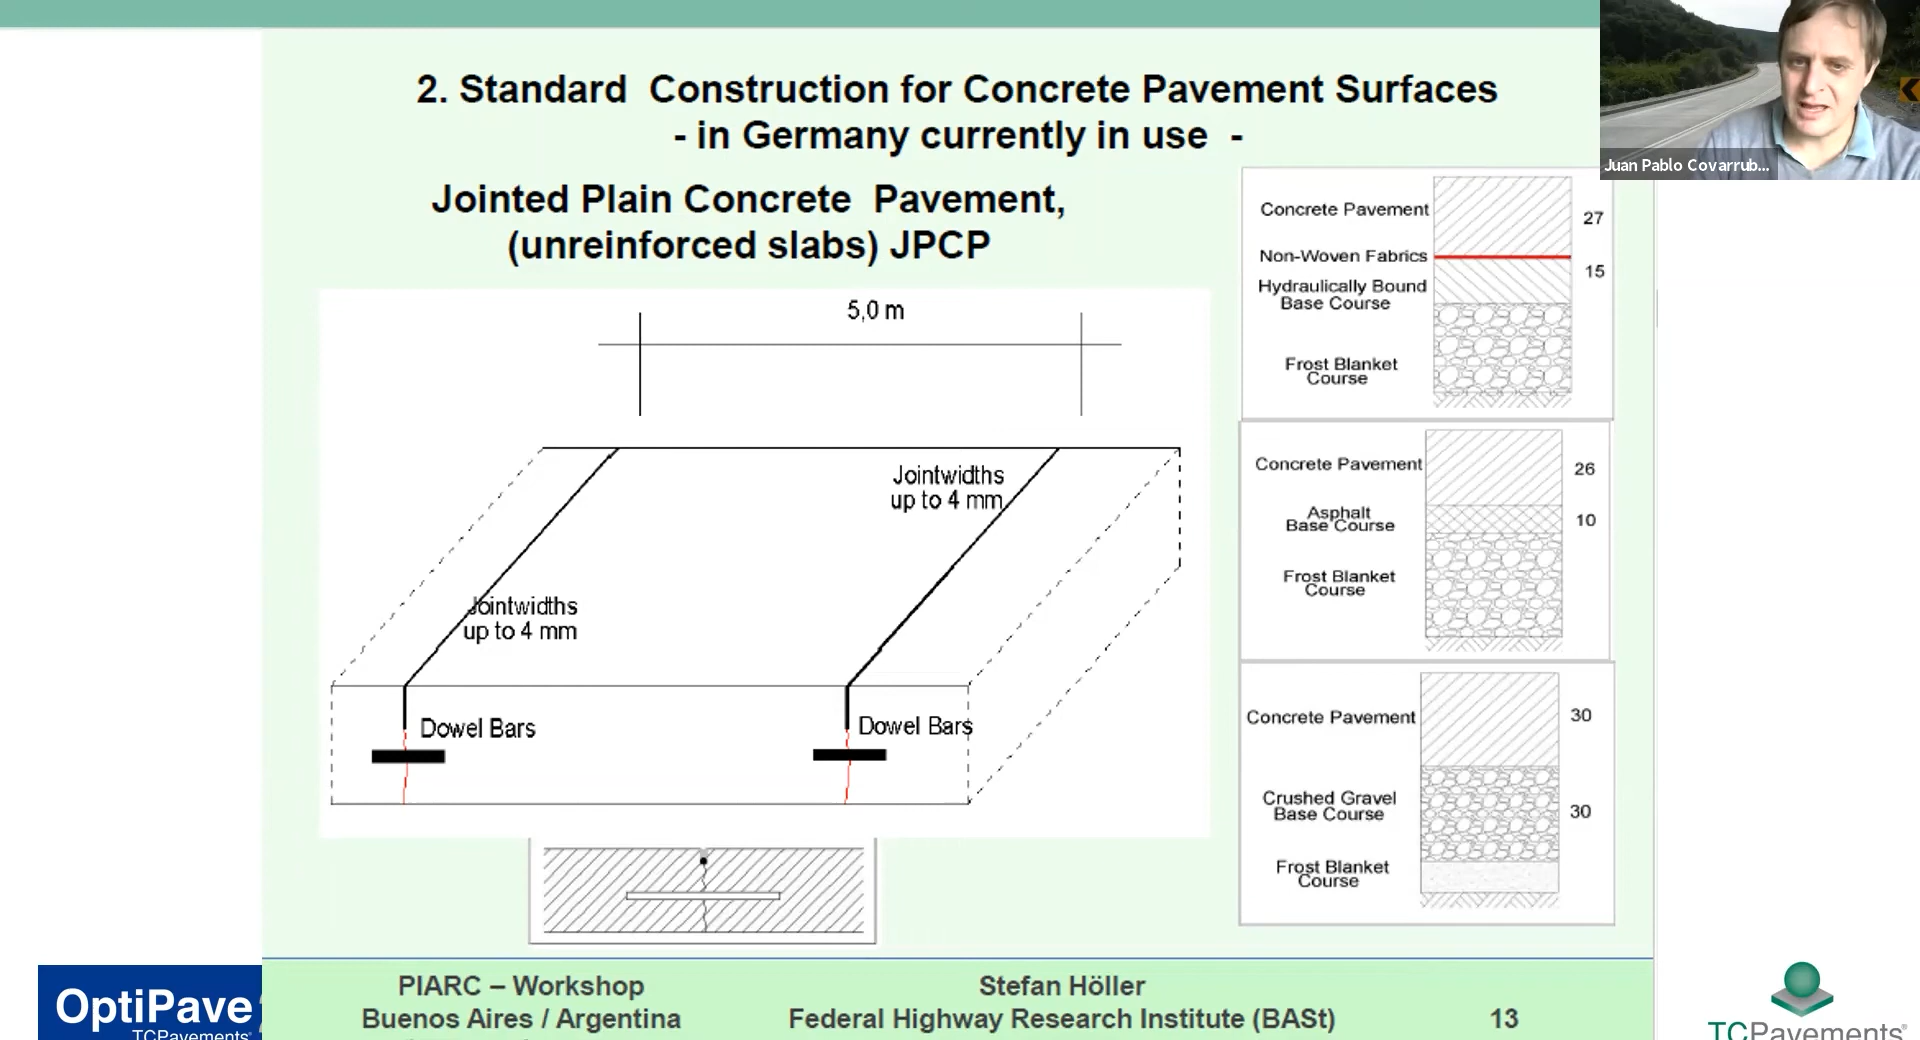 2. Standard Construction for Concrete Pavement Surfaces
- in Germany currently in use -
Juan Pablo Covarrub...
Jointed Plain Concrete Pavement,
(unreinforced slabs) JPCP
5,0 m
Jointwidths
up to 4 mm
Jointwidths
up to 4 mm
Dowel Bars
Dowel Bars
Concrete Pavement
27
Non-Woven Fabrics
15
Hydraulically Bound
Base Course
Frost Blanket
Course
Concrete Pavement
26
Asphalt
Base Course
10
Frost Blanket
Course
Concrete Pavement
30
Crushed Gravel
Base Course
30
Frost Blanket
Course
OptiPave
TCPavements
PIARC – Workshop
Buenos Aires / Argentina
Stefan Höller
Federal Highway Research Institute (BASt)
13
TCPavements®